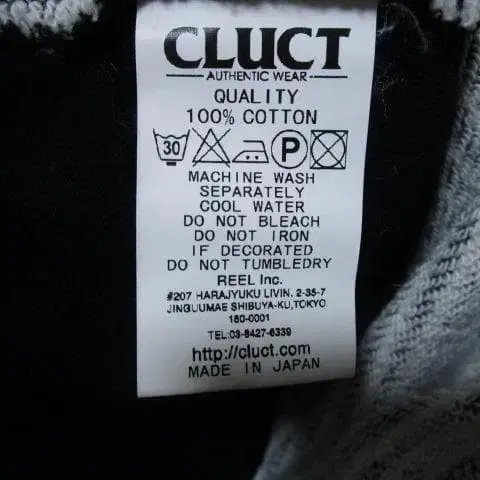 CLUCT
AUTHENTIC WEAR
QUALITY
100% COTTON
30 P
MACHINE WASH
SEPARATELY
COOL WATER
DO NOT BLEACH
DO NOT IRON
IF DECORATED
DO NOT TUMBLEDRY
REEL Inc.
#207 HARAJYUKU LIVIN, 2-35-7
JINGUUMAE SHIBUYA-KU,TOKYO
150-0001
TEL:03-8427-6339
http://cluct.com
MADE IN JAPAN